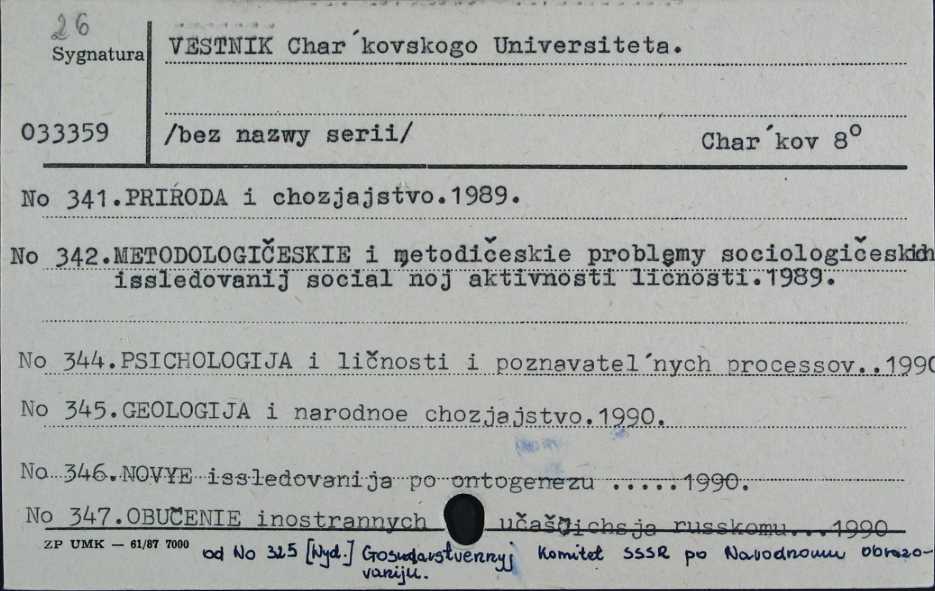 26
Sygnatura
VESTNIK Char´kovskogo Universiteta.
033359
/bez nazwy serii/
Char´kov 8°
No 341.PRIRODA i chozjajstvo.1989.
No 342.METODOLOGIČESKIE i metodičeskie problemy sociologičeskich
issledovanij social noj aktivnosti ličnosti.1989.
No 344.PSICHOLOGIJA i ličnosti i poznavatel´nych processov..1990
No 345.GEOLOGIJA i narodnoe chozjajstvo.1990.
No 346.NOVYE issledovanija po ontogenezu .....1990.
No 347.OBUČENIE inostrannych učaščichsja russkomu...1990
ZP UMK — 61/87 7000
od No 325 [Wyd.] Gosudarstvennyj Komitet SSSR po Navodnomu obrazo-
vaniju.